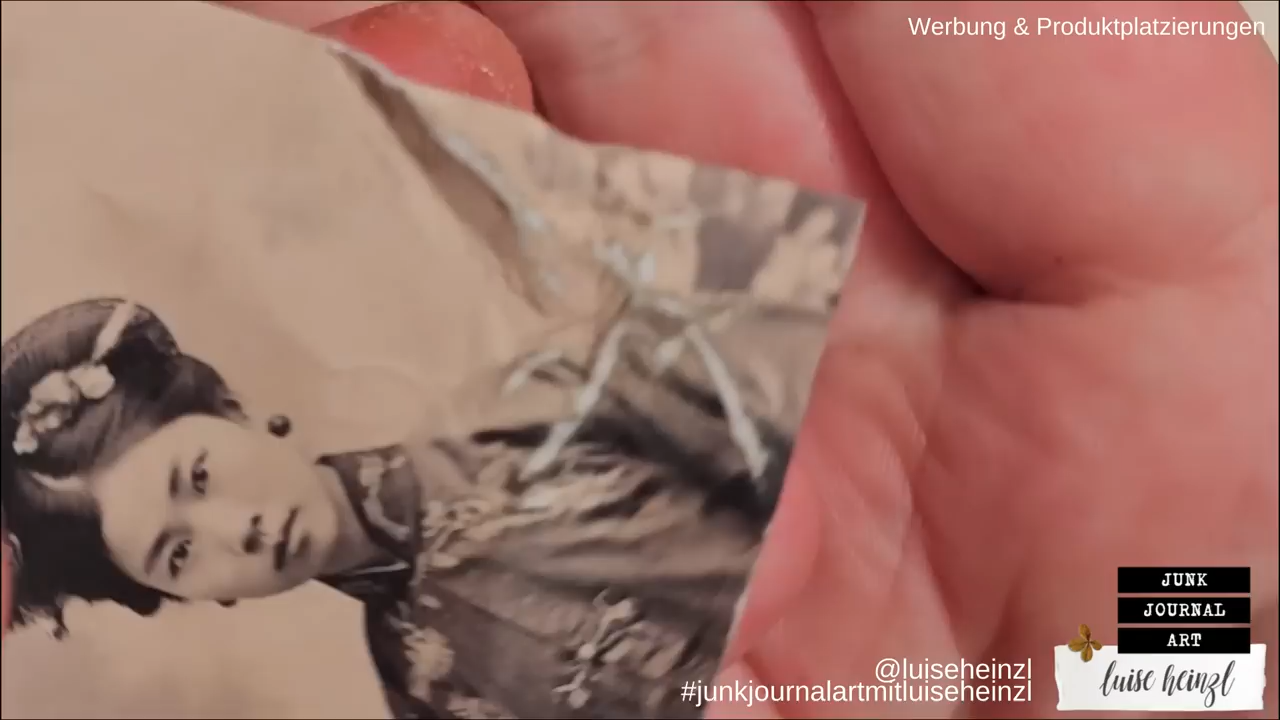 Werbung & Produktplatzierungen
JUNK
JOURNAL
ART
luise heinzl
@luiseheinzl
#junkjournalartmitluiseheinzl